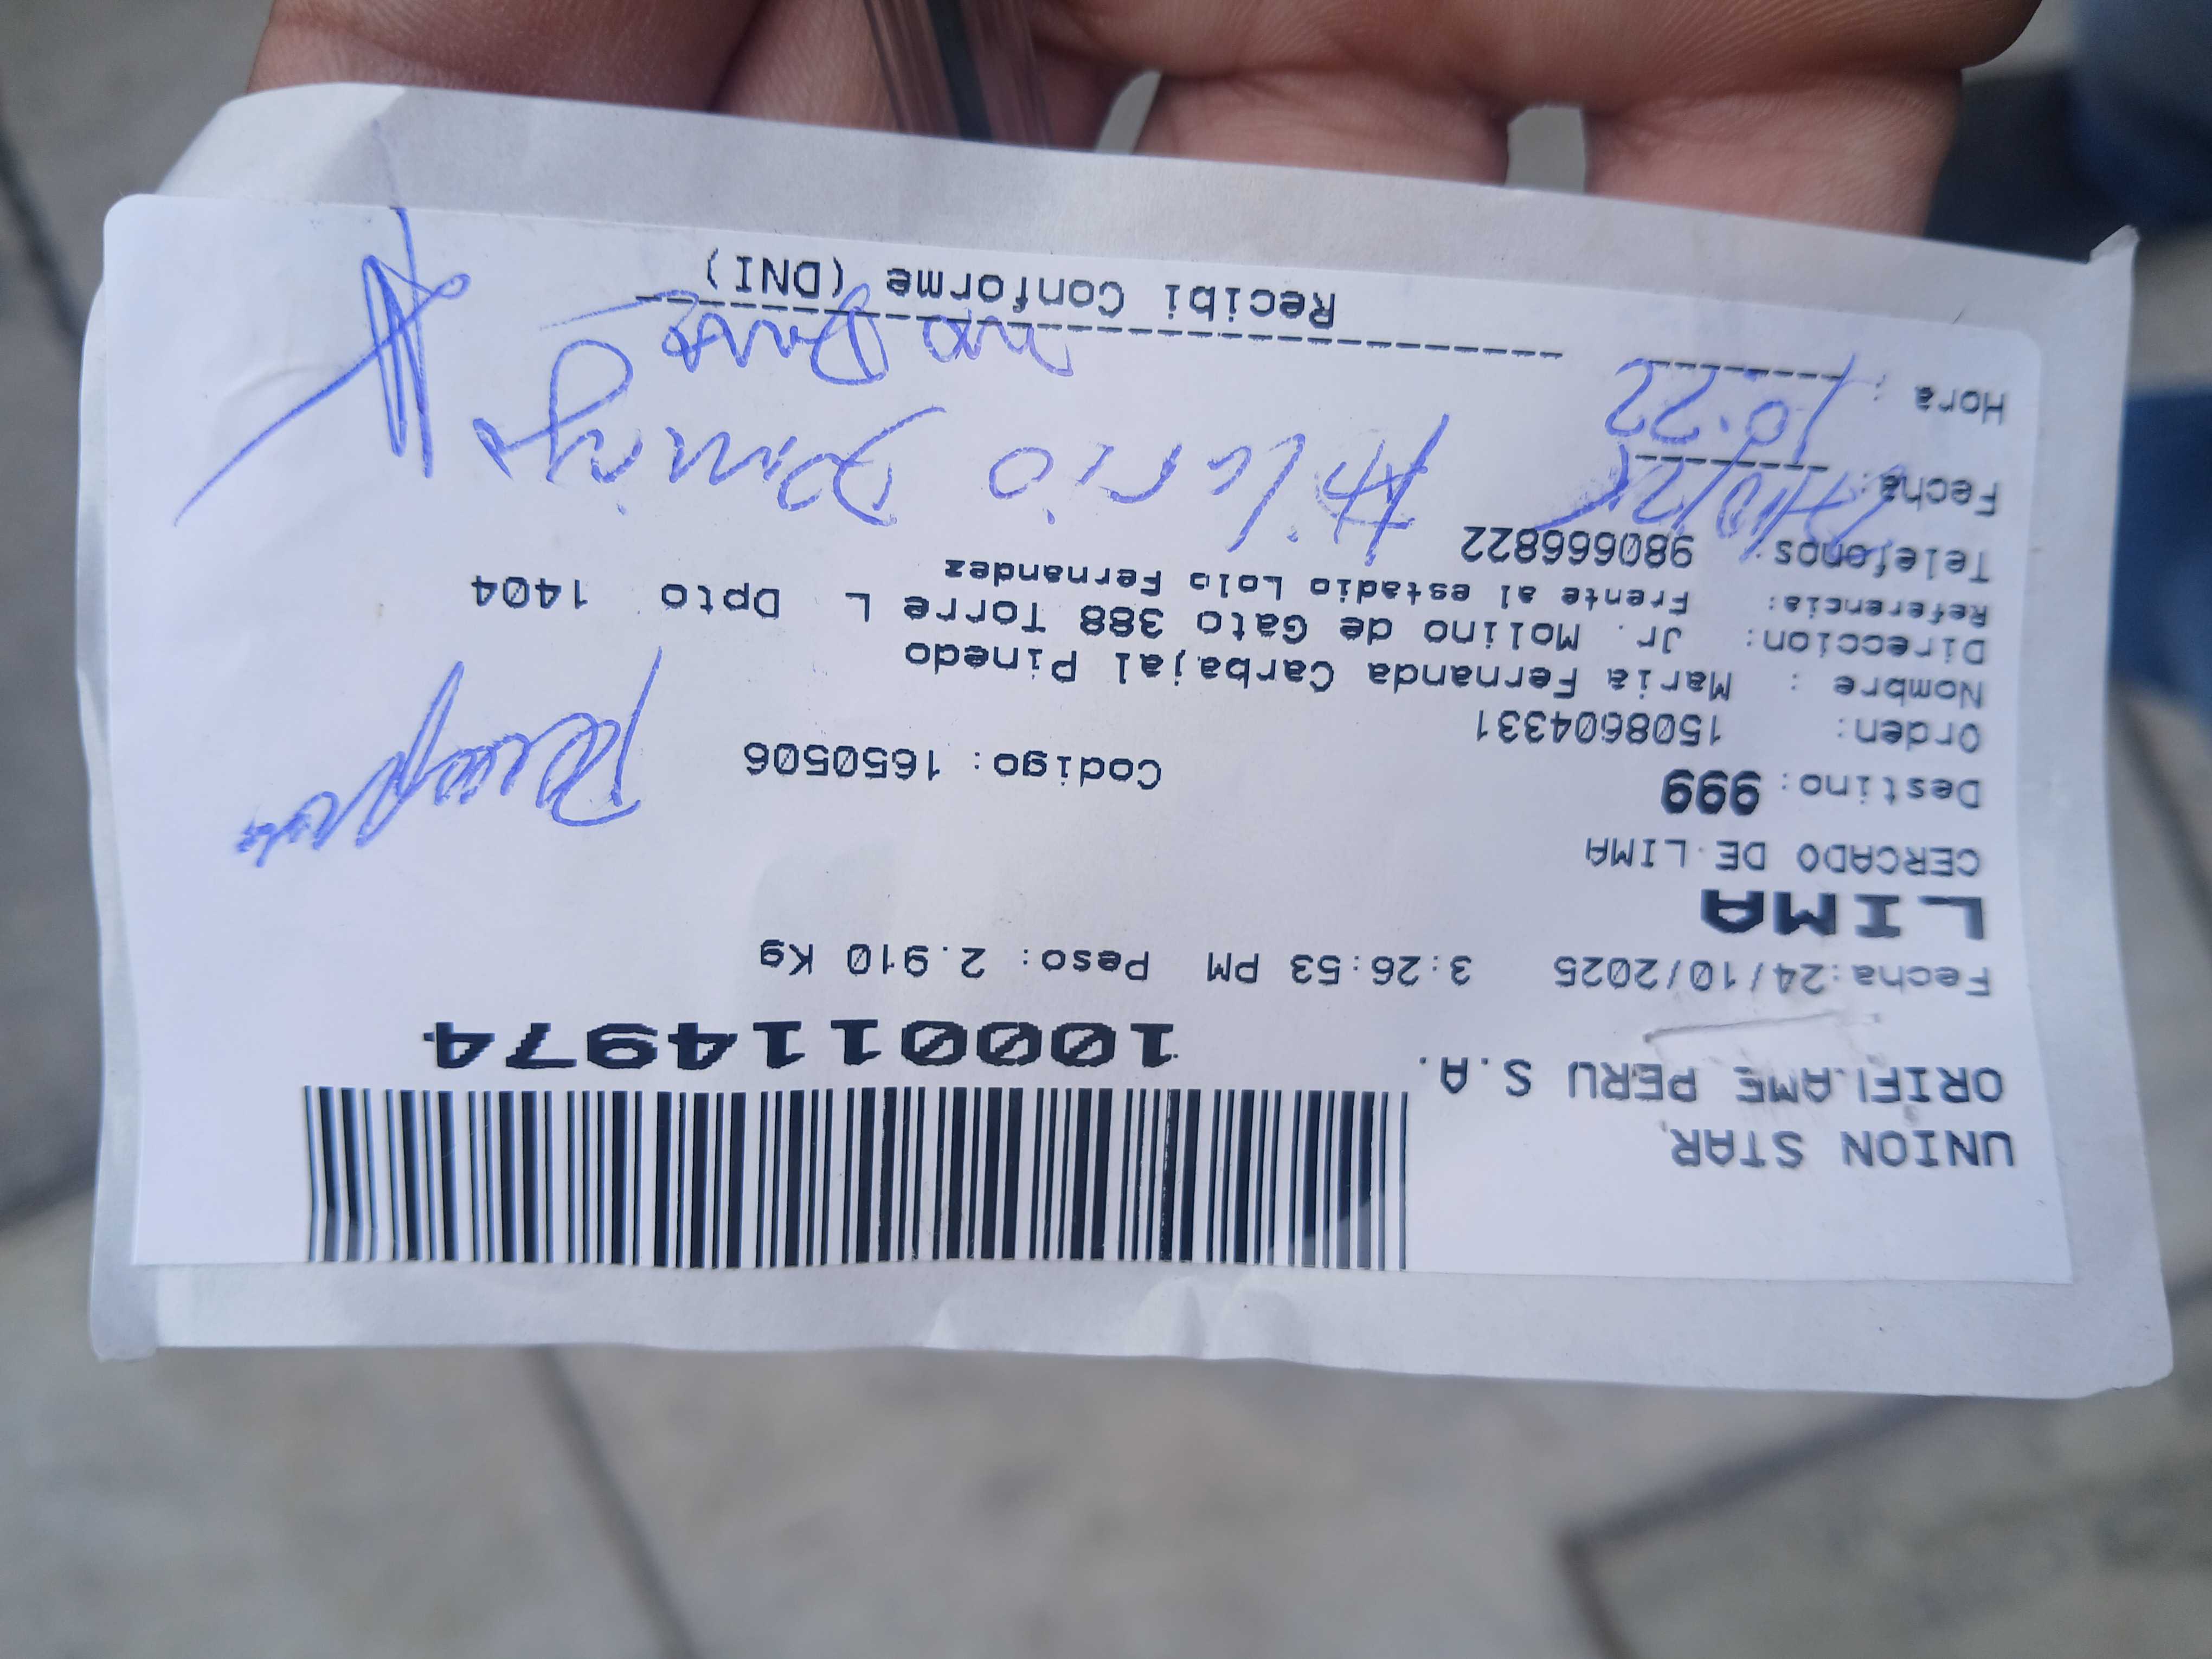 UNION STAR
ORIFLAME PERU S.A.
1000114974
Fecha:24/10/2025 3:26:53 PM Peso: 2.910 Kg
LIMA
CERCADO DE LIMA
Destino: 999 Codigo: 1650506
Orden: 1508604331
Nombre : Maria Fernanda Carbajal Pinedo
Direccion: Jr. Molino de Gato 388 Torre L Dpto 1404
Referencia: Frente al estadio Lolo Fernandez
Telefonos: 980666822
Fecha:
Hora : 10:22
Recibi Conforme (DNI)